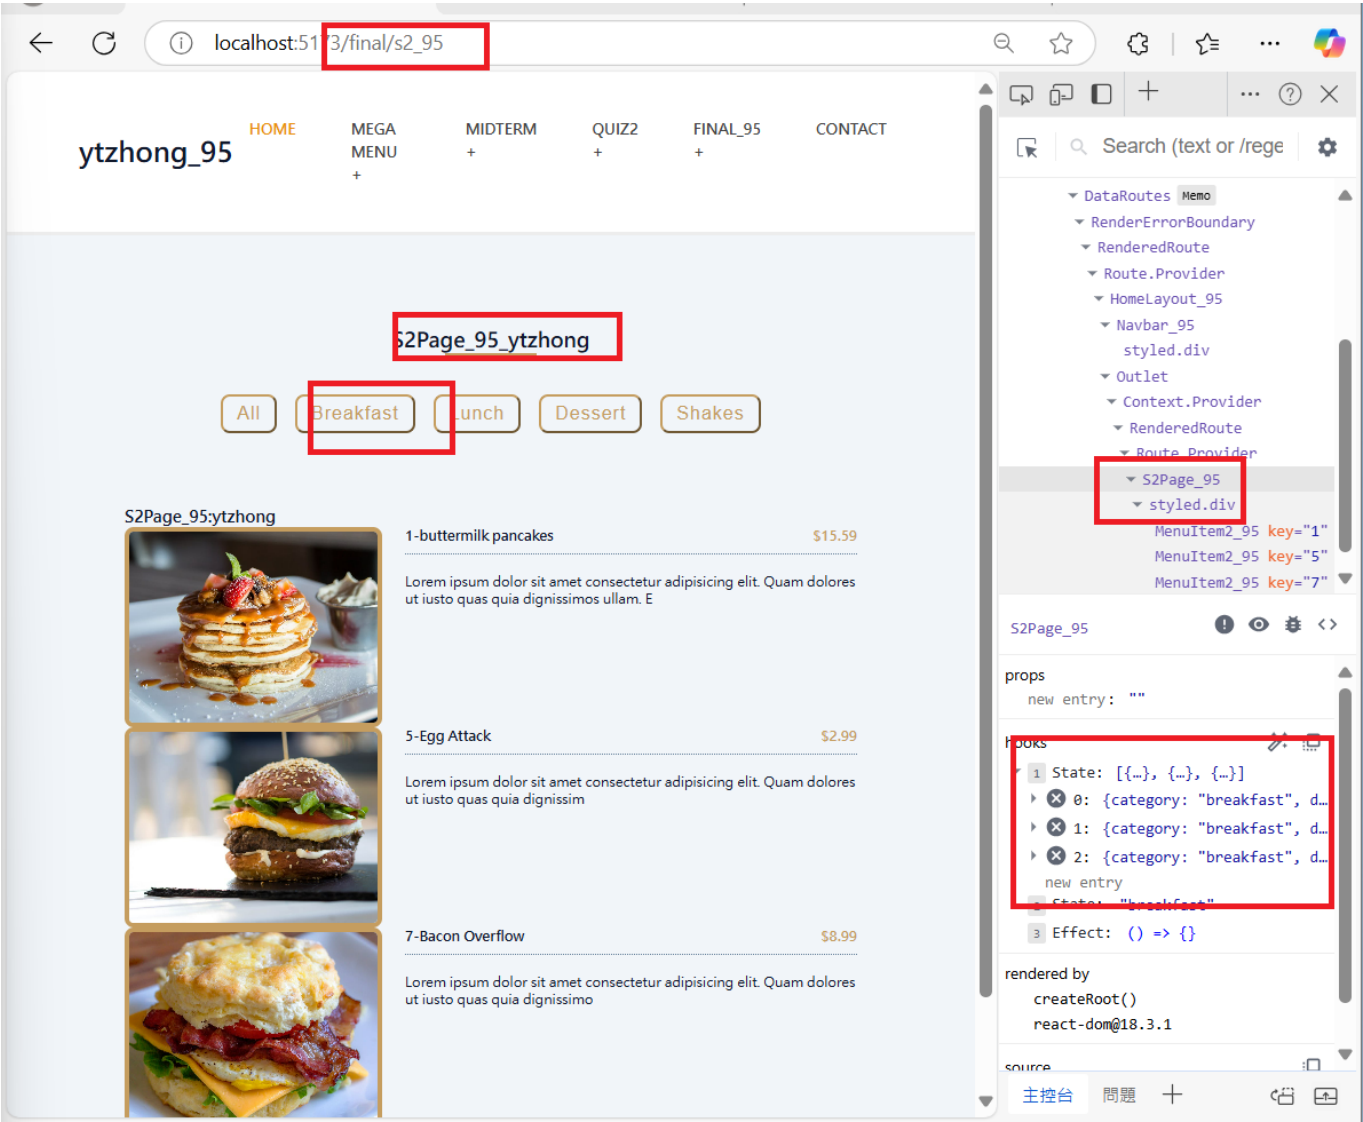 localhost:5173/final/s2_95
ytzhong_95
HOME
MEGA
MENU
+
MIDTERM
+
QUIZ2
+
FINAL_95
+
CONTACT
S2Page_95_ytzhong
All
Breakfast
Lunch
Dessert
Shakes
S2Page_95:ytzhong
1-buttermilk pancakes
$15.59
Lorem ipsum dolor sit amet consectetur adipisicing elit. Quam dolores
ut iusto quas quia dignissimos ullam. E
5-Egg Attack
$2.99
Lorem ipsum dolor sit amet consectetur adipisicing elit. Quam dolores
ut iusto quas quia dignissim
7-Bacon Overflow
$8.99
Lorem ipsum dolor sit amet consectetur adipisicing elit. Quam dolores
ut iusto quas quia dignissimo
Search (text or /rege
DataRoutes Memo
RenderErrorBoundary
RenderedRoute
Route.Provider
HomeLayout_95
Navbar_95
styled.div
Outlet
Context.Provider
RenderedRoute
Route.Provider
S2Page_95
styled.div
MenuItem2_95 key="1"
MenuItem2_95 key="5"
MenuItem2_95 key="7"
S2Page_95
props
new entry: ""
hooks
1 State: [{…}, {…}, {…}]
0: {category: "breakfast", d…
1: {category: "breakfast", d…
2: {category: "breakfast", d…
new entry
2 State: "breakfast"
3 Effect: () => {}
rendered by
createRoot()
react-dom@18.3.1
source
主控台
問題